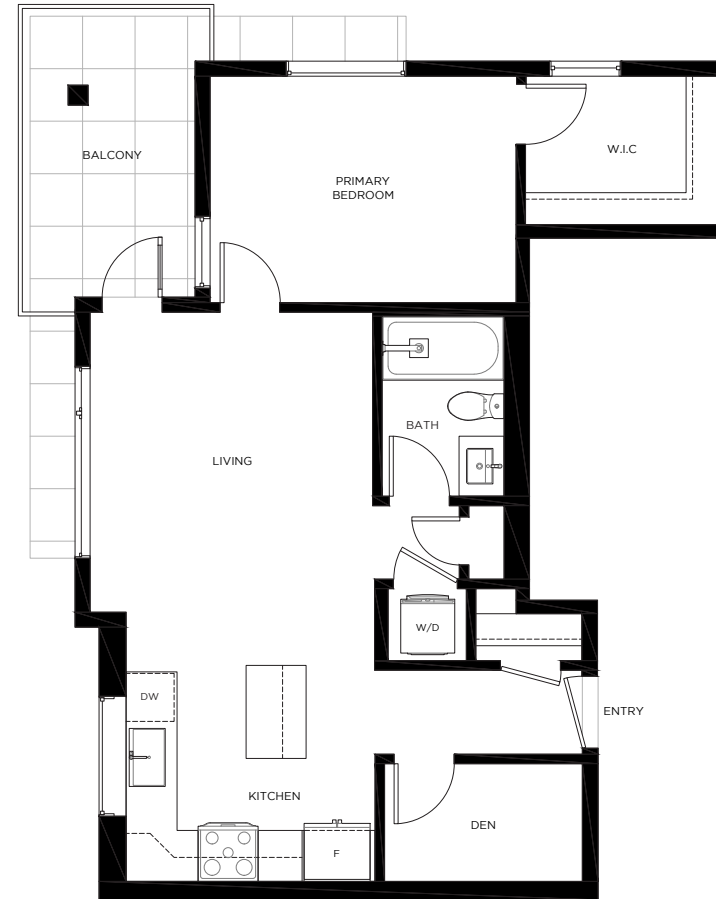 BALCONY
W.I.C
PRIMARY
BEDROOM
BATH
LIVING
W/D
DW
ENTRY
KITCHEN
DEN
F